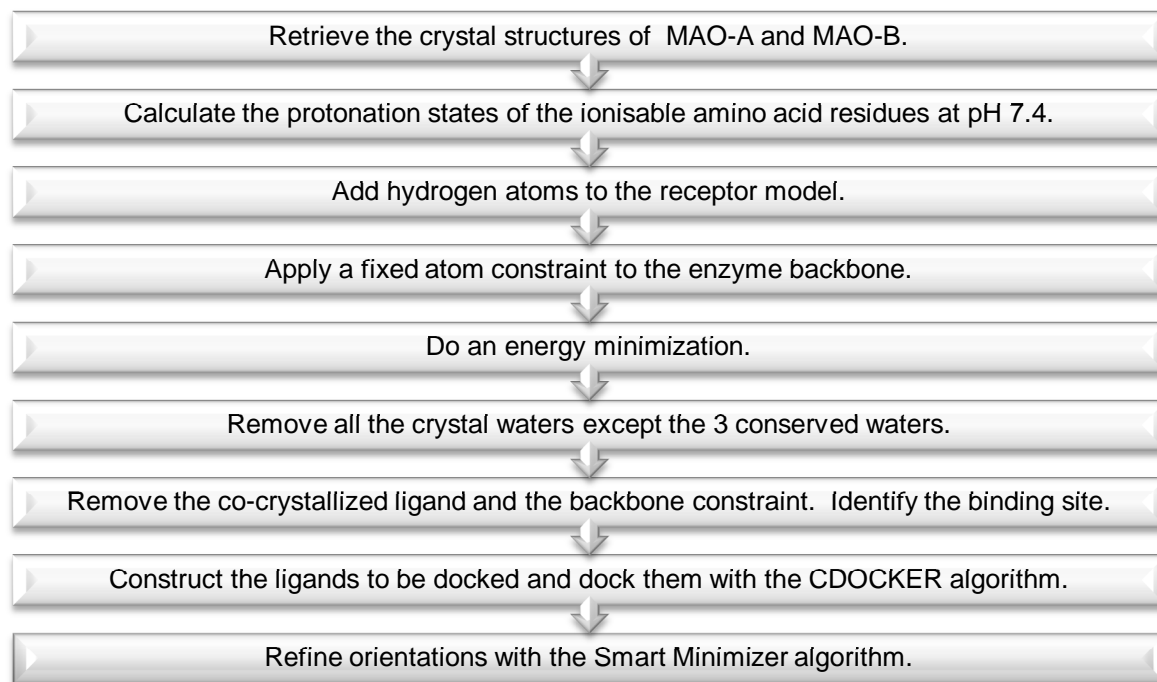 Retrieve the crystal structures of  MAO-A and MAO-B.
Calculate the protonation states of the ionisable amino acid residues at pH 7.4.
Add hydrogen atoms to the receptor model.
Apply a fixed atom constraint to the enzyme backbone.
Do an energy minimization.
Remove all the crystal waters except the 3 conserved waters.
Remove the co-crystallized ligand and the backbone constraint.  Identify the binding site.
Construct the ligands to be docked and dock them with the CDOCKER algorithm.
Refine orientations with the Smart Minimizer algorithm.